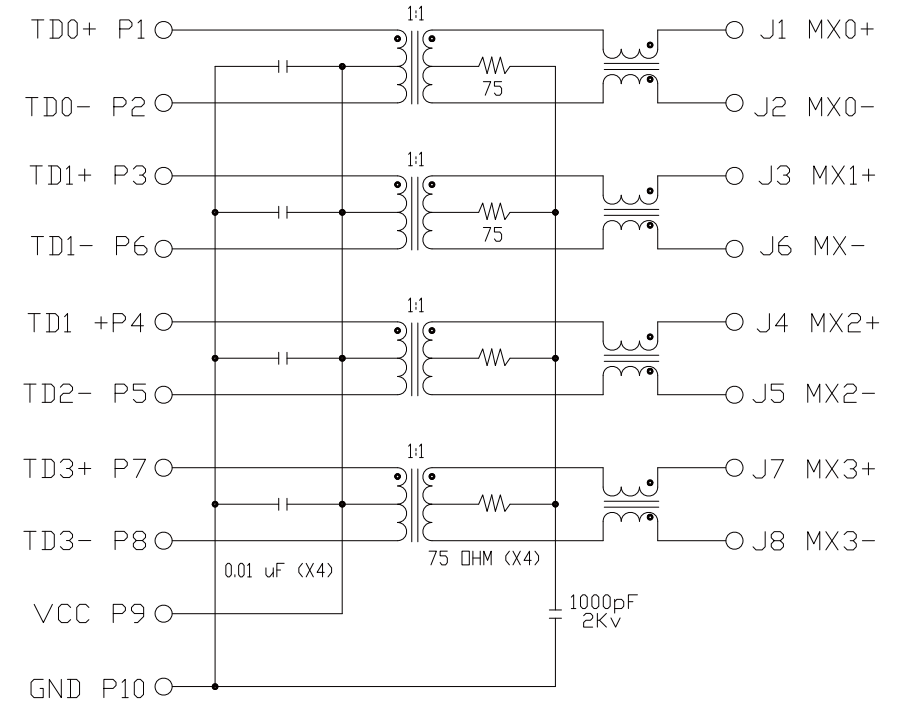 1:1
TD0+ P1 J1 MX0+
75
TD0- P2 J2 MX0-
1:1
TD1+ P3 J3 MX1+
75
TD1- P6 J6 MX-
1:1
TD1 +P4 J4 MX2+
TD2- P5 J5 MX2-
1:1
TD3+ P7 J7 MX3+
TD3- P8 J8 MX3-
0.01 uF (X4) 75 OHM (X4)
VCC P9 1000pF
2Kv
GND P10